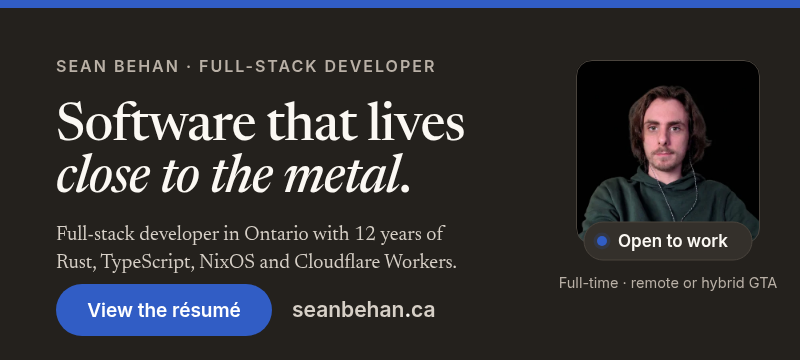 SEAN BEHAN · FULL-STACK DEVELOPER
Software that lives
close to the metal.
Full-stack developer in Ontario with 12 years of
Rust, TypeScript, NixOS and Cloudflare Workers.
View the résumé
seanbehan.ca
Open to work
Full-time · remote or hybrid GTA